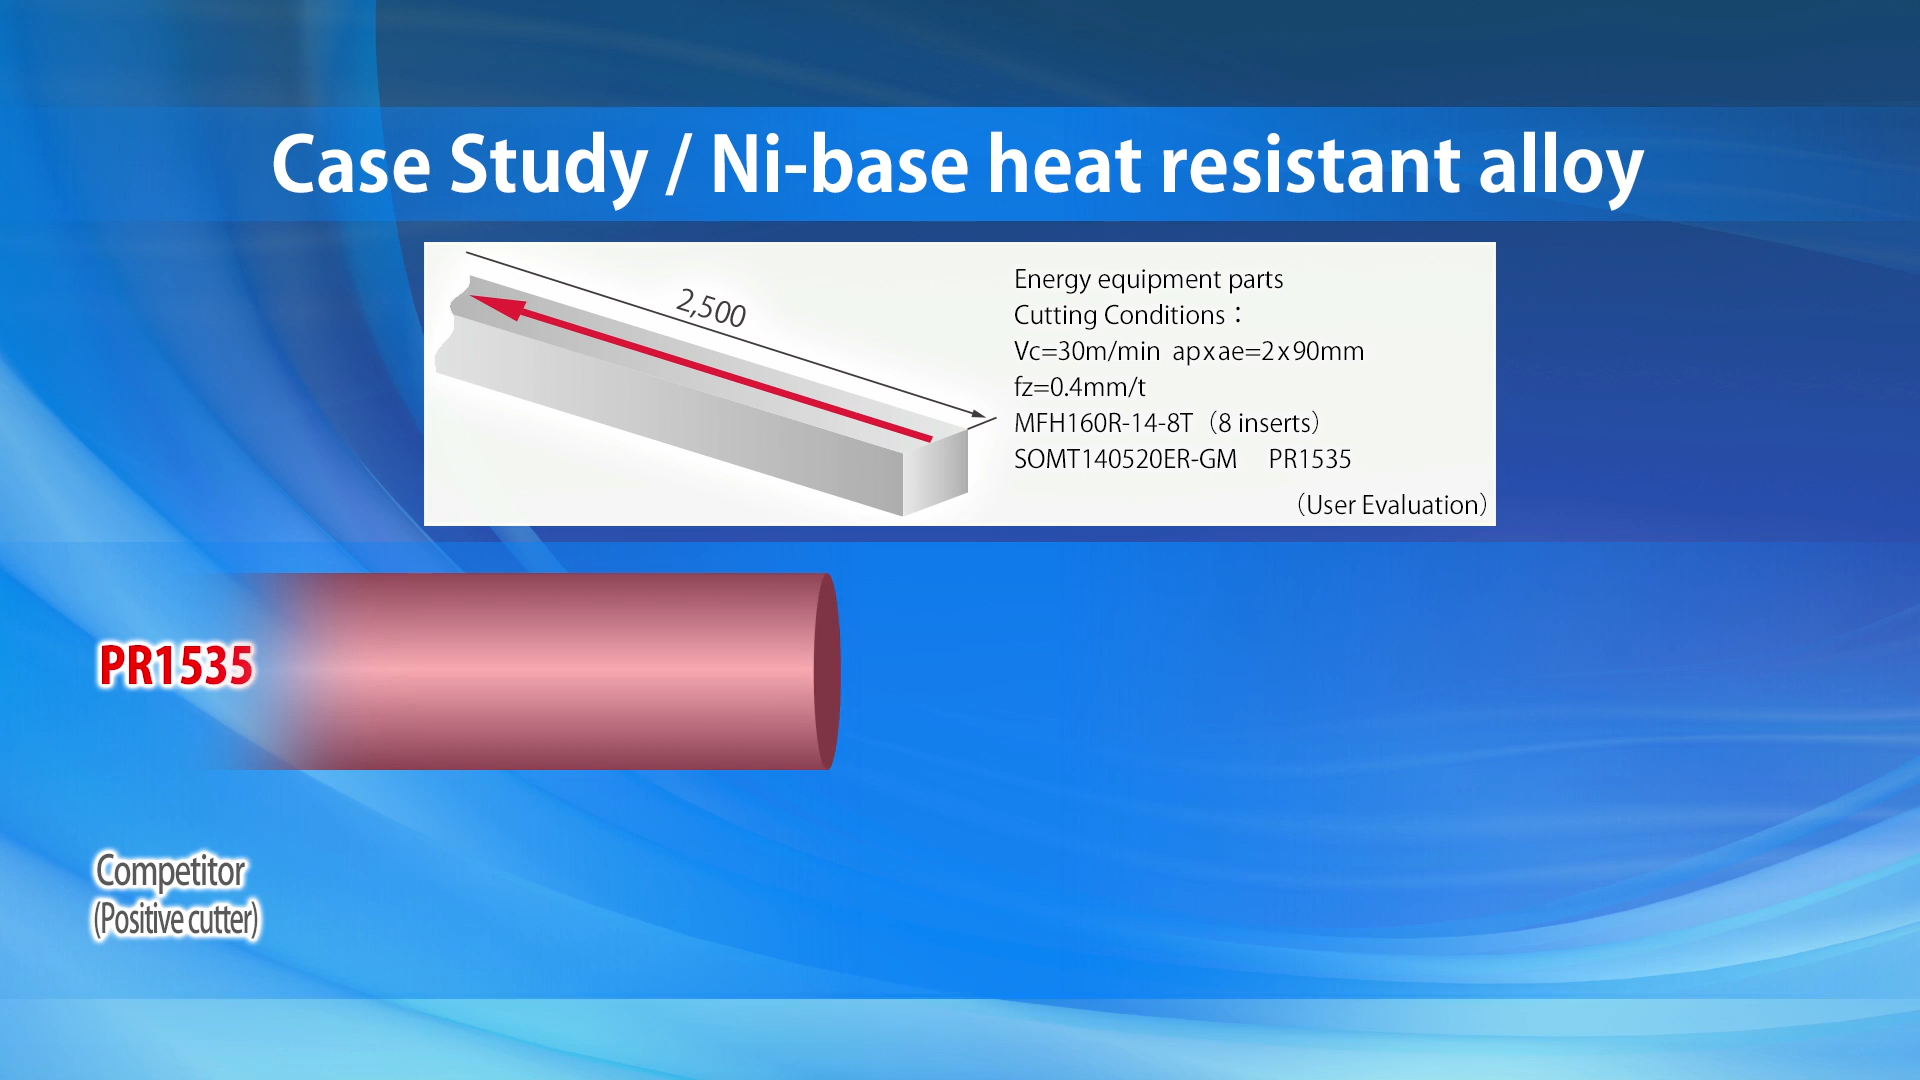 Case Study / Ni-base heat resistant alloy
2,500
Energy equipment parts
Cutting Conditions：
Vc=30m/min apxae=2x90mm
fz=0.4mm/t
MFH160R-14-8T（8 inserts）
SOMT140520ER-GM PR1535
（User Evaluation）
PR1535
Competitor
(Positive cutter)